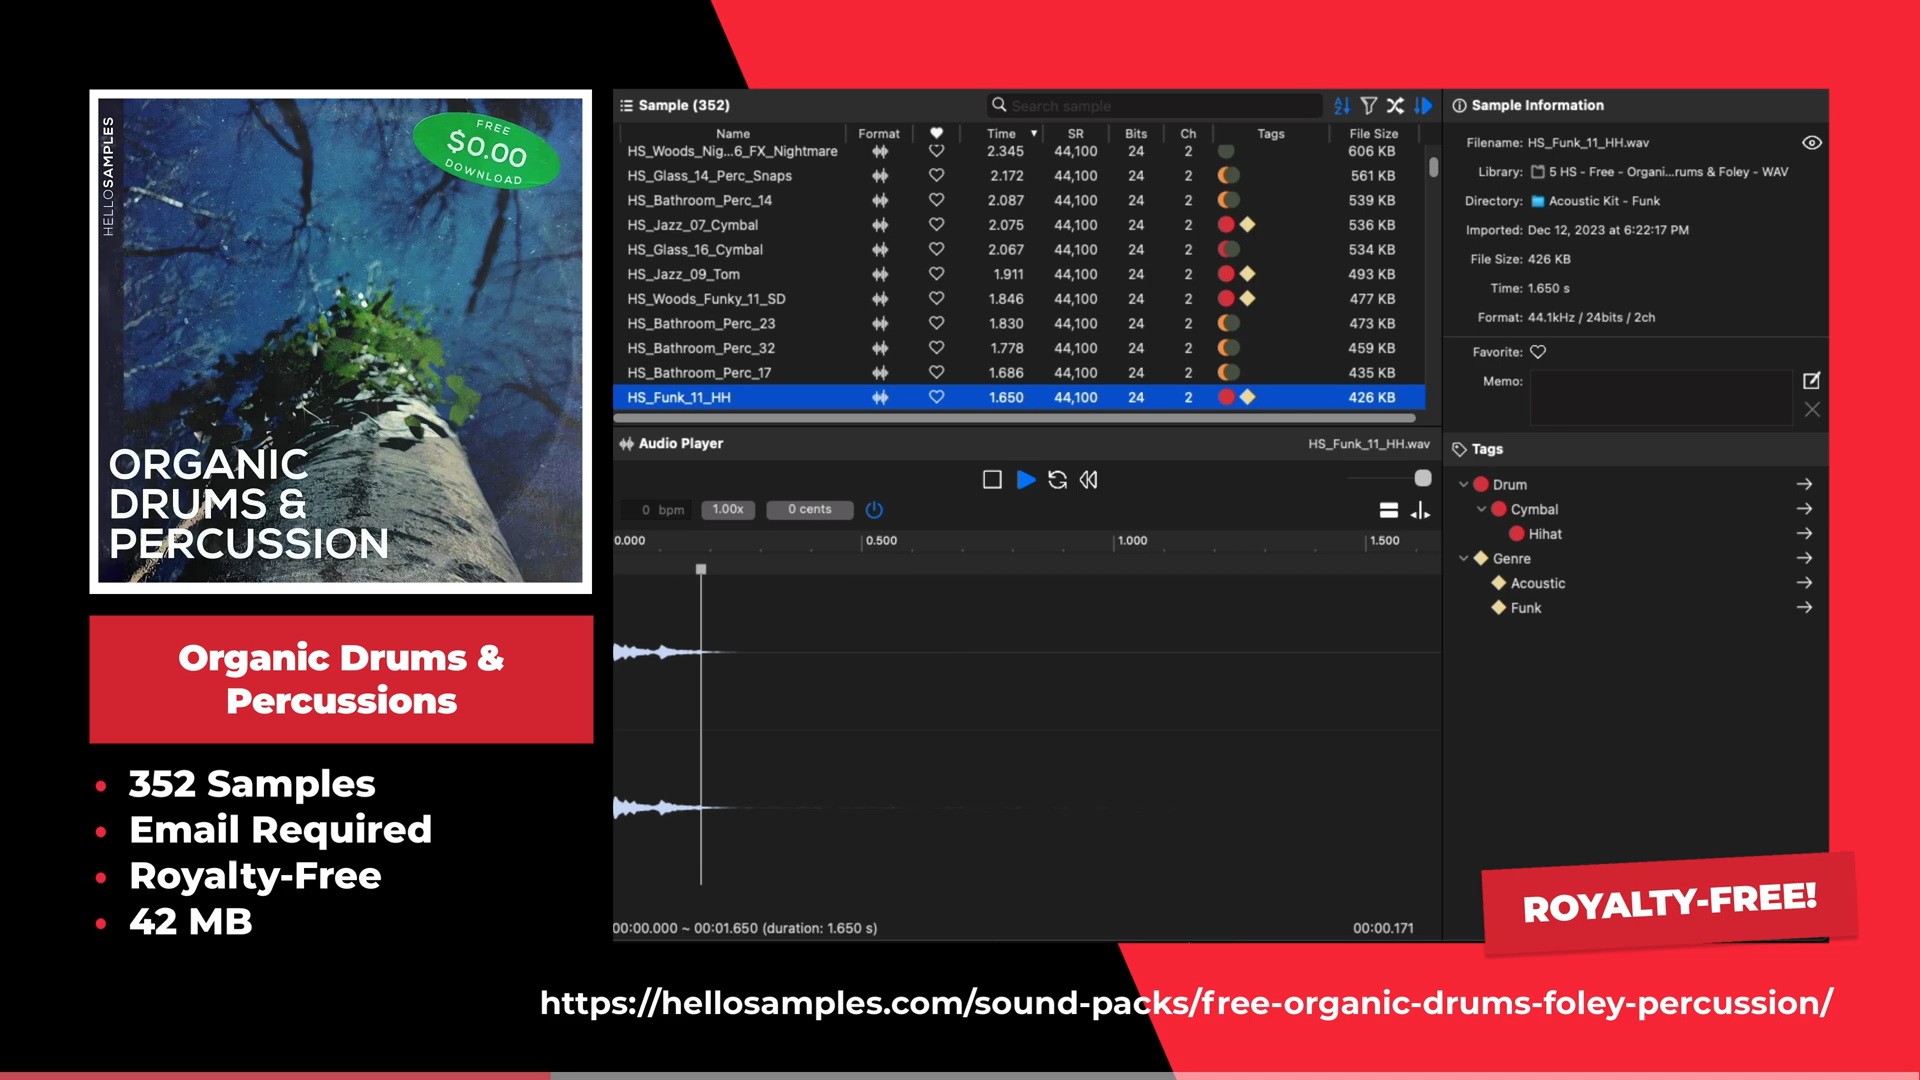 HELLOSAMPLES
FREE
$0.00
DOWNLOAD
ORGANIC
DRUMS &
PERCUSSION
Organic Drums &
Percussions
352 Samples
Email Required
Royalty-Free
42 MB
Sample (352)
Search sample
Name Format Time SR Bits Ch Tags File Size
HS_Woods_Nig...6_FX_Nightmare 2.345 44,100 24 2 606 KB
HS_Glass_14_Perc_Snaps 2.172 44,100 24 2 561 KB
HS_Bathroom_Perc_14 2.087 44,100 24 2 539 KB
HS_Jazz_07_Cymbal 2.075 44,100 24 2 536 KB
HS_Glass_16_Cymbal 2.067 44,100 24 2 534 KB
HS_Jazz_09_Tom 1.911 44,100 24 2 493 KB
HS_Woods_Funky_11_SD 1.846 44,100 24 2 477 KB
HS_Bathroom_Perc_23 1.830 44,100 24 2 473 KB
HS_Bathroom_Perc_32 1.778 44,100 24 2 459 KB
HS_Bathroom_Perc_17 1.686 44,100 24 2 435 KB
HS_Funk_11_HH 1.650 44,100 24 2 426 KB
Audio Player HS_Funk_11_HH.wav
0 bpm 1.00x 0 cents
0.000 0.500 1.000 1.500
00:00.000 ~ 00:01.650 (duration: 1.650 s) 00:00.171
Sample Information
Filename: HS_Funk_11_HH.wav
Library: 5 HS - Free - Organi...rums & Foley - WAV
Directory: Acoustic Kit - Funk
Imported: Dec 12, 2023 at 6:22:17 PM
File Size: 426 KB
Time: 1.650 s
Format: 44.1kHz / 24bits / 2ch
Favorite:
Memo:
Tags
Drum
Cymbal
Hihat
Genre
Acoustic
Funk
ROYALTY-FREE!
https://hellosamples.com/sound-packs/free-organic-drums-foley-percussion/